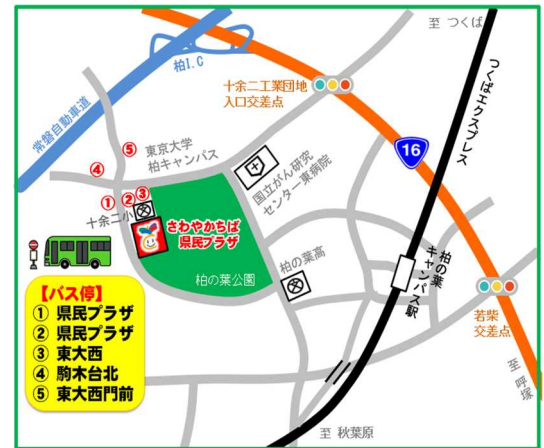 至 つくば
柏I.C
つくばエクスプレス
十余二工業団地
入口交差点
常磐自動車道
16
⑤
東京大学
柏キャンパス
④
国立がん研究
センター東病院
① ② ③
十余二小
さわやかちば
県民プラザ
柏の葉公園
柏の葉高
柏の葉
キャンパス駅
若柴
交差点
【バス停】
① 県民プラザ
② 県民プラザ
③ 東大西
④ 駒木台北
⑤ 東大西門前
至 呼塚
至 秋葉原